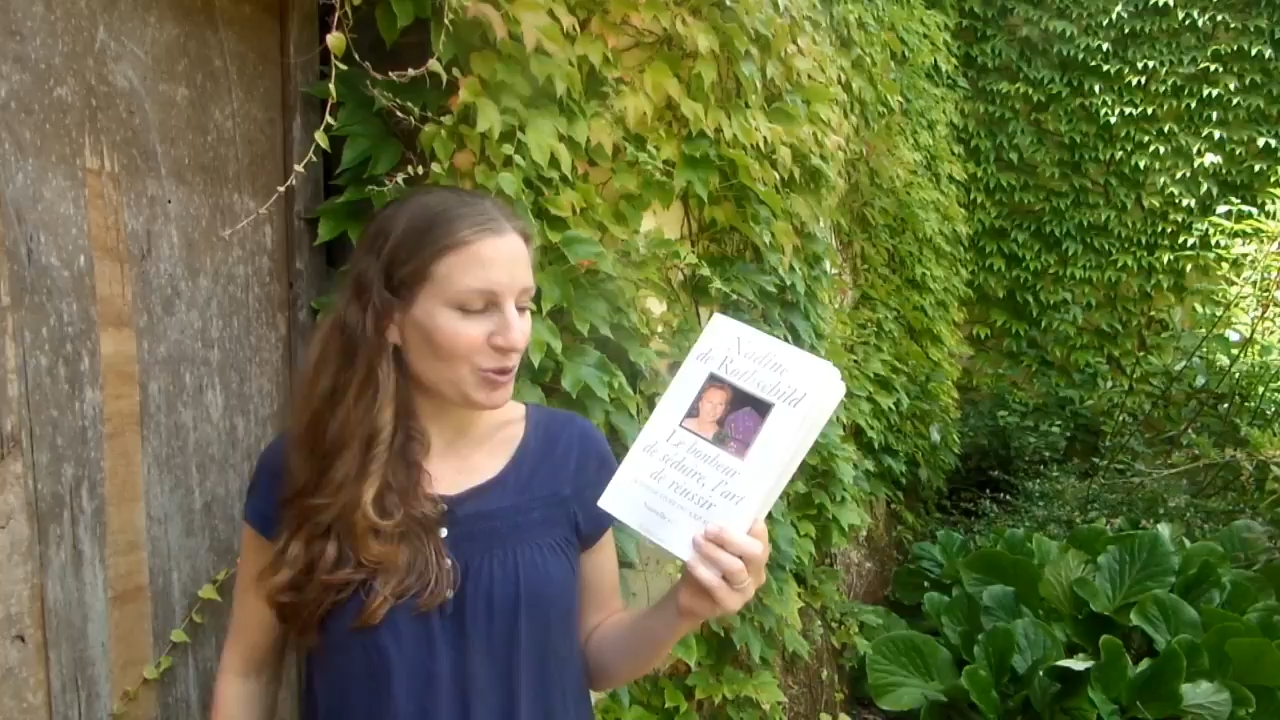 Nadine
de Rothschild
Le bonheur
de séduire, l'art
de réussir